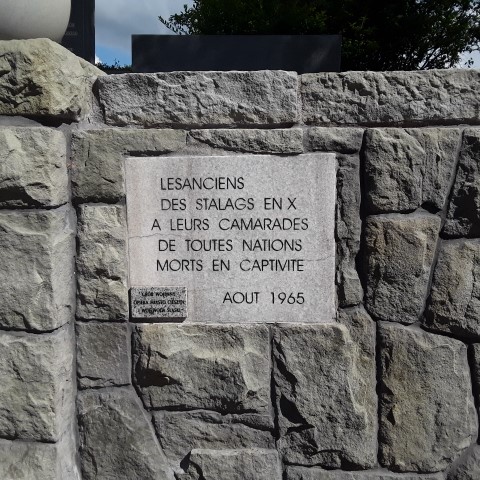 LESANCIENS
DES STALAGS EN X
A LEURS CAMARADES
DE TOUTES NATIONS
MORTS EN CAPTIVITE
AOUT 1965